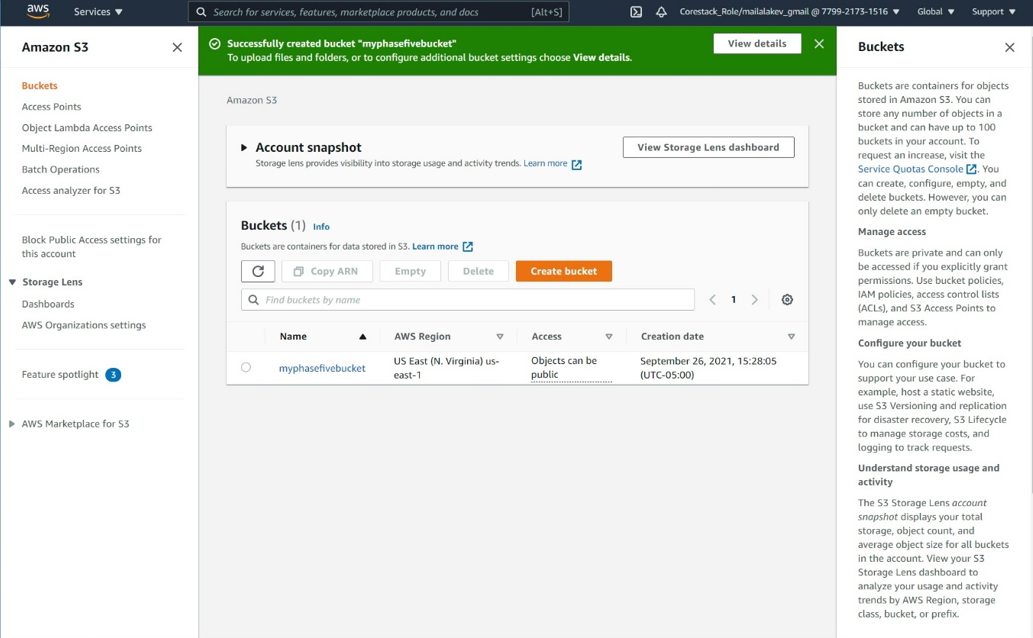 aws
Services
Search for services, features, marketplace products, and docs [Alt+S]
Corestack_Role/mailalakev_gmail @ 7799-2173-1516
Global
Support
Amazon S3
Buckets
Access Points
Object Lambda Access Points
Multi-Region Access Points
Batch Operations
Access analyzer for S3
Block Public Access settings for
this account
Storage Lens
Dashboards
AWS Organizations settings
Feature spotlight 3
AWS Marketplace for S3
Successfully created bucket "myphasefivebucket"
To upload files and folders, or to configure additional bucket settings choose View details.
View details
Amazon S3
Account snapshot
Storage lens provides visibility into storage usage and activity trends. Learn more
View Storage Lens dashboard
Buckets (1) Info
Buckets are containers for data stored in S3. Learn more
Copy ARN
Empty
Delete
Create bucket
Find buckets by name
1
Name AWS Region Access Creation date
myphasefivebucket
US East (N. Virginia) us-
east-1
Objects can be
public
September 26, 2021, 15:28:05
(UTC-05:00)
Buckets
Buckets are containers for objects
stored in Amazon S3. You can
store any number of objects in a
bucket and can have up to 100
buckets in your account. To
request an increase, visit the
Service Quotas Console . You
can create, configure, empty, and
delete buckets. However, you can
only delete an empty bucket.
Manage access
Buckets are private and can only
be accessed if you explicitly grant
permissions. Use bucket policies,
IAM policies, access control lists
(ACLs), and S3 Access Points to
manage access.
Configure your bucket
You can configure your bucket to
support your use case. For
example, host a static website,
use S3 Versioning and replication
for disaster recovery, S3 Lifecycle
to manage storage costs, and
logging to track requests.
Understand storage usage and
activity
The S3 Storage Lens account
snapshot displays your total
storage, object count, and
average object size for all buckets
in the account. View your S3
Storage Lens dashboard to
analyze your usage and activity
trends by AWS Region, storage
class, bucket, or prefix.